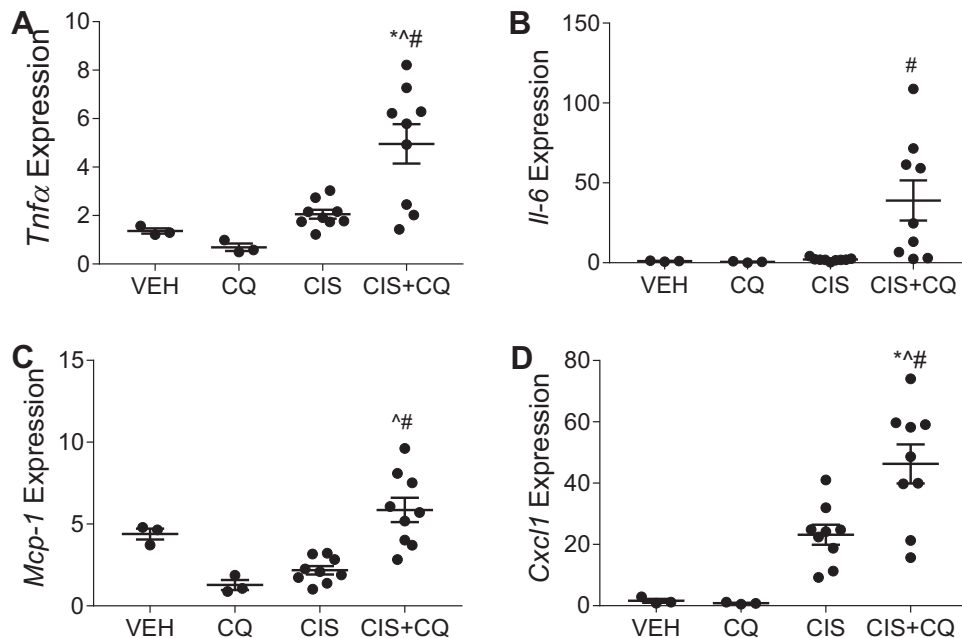 A
Tnfα Expression
10
8
6
4
2
0
*^#
VEH CQ CIS CIS+CQ
B
Il-6 Expression
150
100
50
0
#
VEH CQ CIS CIS+CQ
C
Mcp-1 Expression
15
10
5
0
^#
VEH CQ CIS CIS+CQ
D
Cxcl1 Expression
80
60
40
20
0
*^#
VEH CQ CIS CIS+CQ